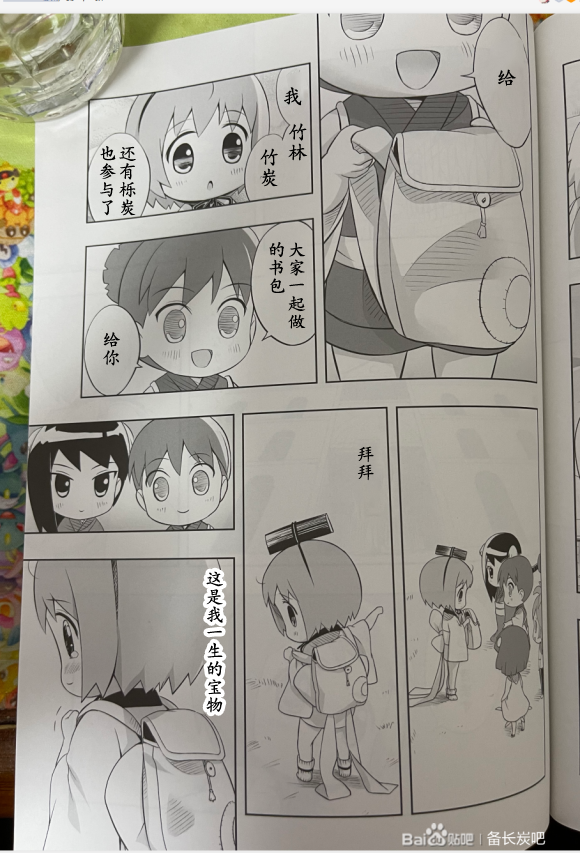 给
我
竹林
竹炭
还有栎炭
也参与了
大家一起做
的书包
给你
拜拜
这是我一生的宝物
Bai贴吧 | 备长炭吧